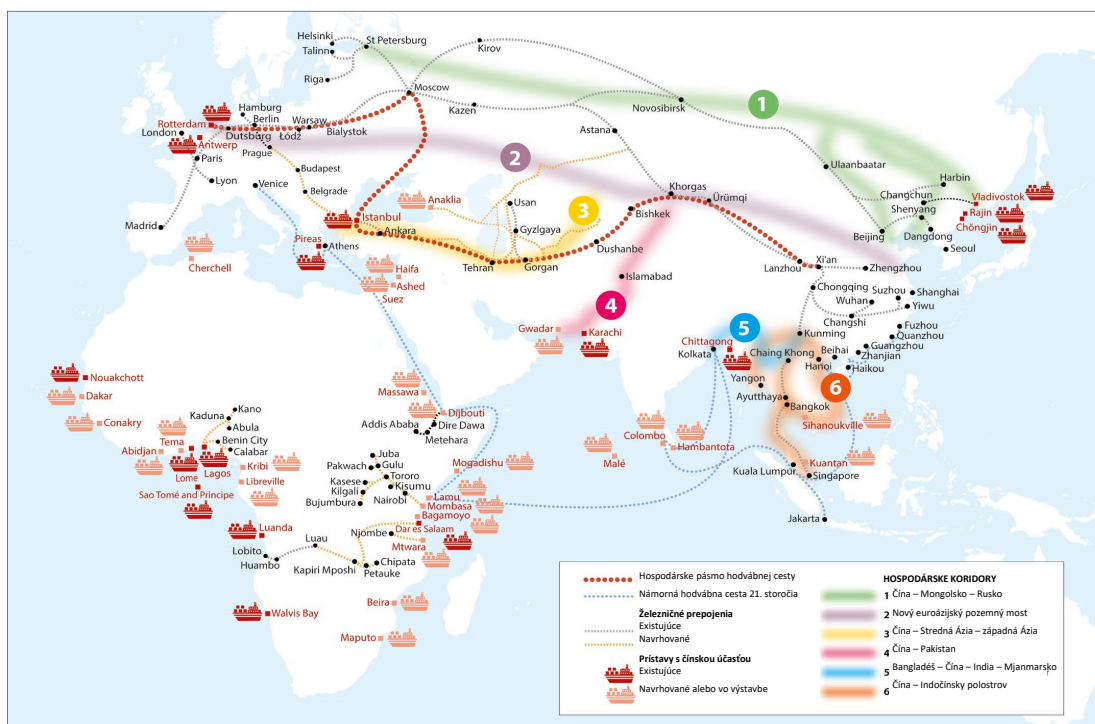 Helsinki
St Petersburg
Talinn
Kirov
Riga
Moscow
Novosibirsk
1
Kazen
Hamburg
Berlin
Rotterdam
Warsaw
London
Dutsburg
Łódź
Bialystok
Astana
Antwerp
Prague
Paris
2
Ulaanbaatar
Harbin
Budapest
Lyon
Venice
Belgrade
Khorgas
Ürümqi
Changchun
Vladivostok
Anaklia
Usan
3
Bishkek
Shenyang
Rajin
Madrid
Istanbul
Gyzlgaya
Chŏngjin
Pireas
Ankara
Beijing
Dangdong
Athens
Dushanbe
Seoul
Cherchell
Haifa
Tehran
Gorgan
Lanzhou
Xi'an
Zhengzhou
Ashed
Islamabad
Suez
Chongqing
Suzhou
Shanghai
Wuhan
Yiwu
4
Gwadar
Karachi
5
Changshi
Fuzhou
Chittagong
Kunming
Quanzhou
Kolkata
Chaing Khong
Beihai
Guangzhou
Hanoi
Zhanjian
Haikou
Nouakchott
Yangon
6
Dakar
Massawa
Ayutthaya
Conakry
Kano
Djibouti
Bangkok
Kaduna
Abula
Addis Ababa
Dire Dawa
Sihanoukville
Tema
Benin City
Metehara
Colombo
Hambantota
Abidjan
Calabar
Juba
Mogadishu
Malé
Kuantan
Lome
Lagos
Kribi
Pakwach
Gulu
Kuala Lumpur
Libreville
Kasese
Tororo
Singapore
Sao Tomé and Principe
Kilgali
Kisumu
Lamu
Bujumbura
Nairobi
Mombasa
Bagamoyo
Jakarta
Luanda
Njombe
Dar es Salaam
Luau
Mtwara
Lobito
Huambo
Chipata
Kapiri Mposhi
Petauke
Beira
Walvis Bay
Maputo
Hospodárske pásmo hodvábnej cesty
Námorná hodvábna cesta 21. storočia
Železničné prepojenia
Existujúce
Navrhované
Prístavy s čínskou účasťou
Existujúce
Navrhované alebo vo výstavbe
HOSPODÁRSKE KORIDORY
1 Čína – Mongolsko – Rusko
2 Nový euroázijský pozemný most
3 Čína – Stredná Ázia – západná Ázia
4 Čína – Pakistan
5 Bangladéš – Čína – India – Mjanmarsko
6 Čína – Indočínsky polostrov